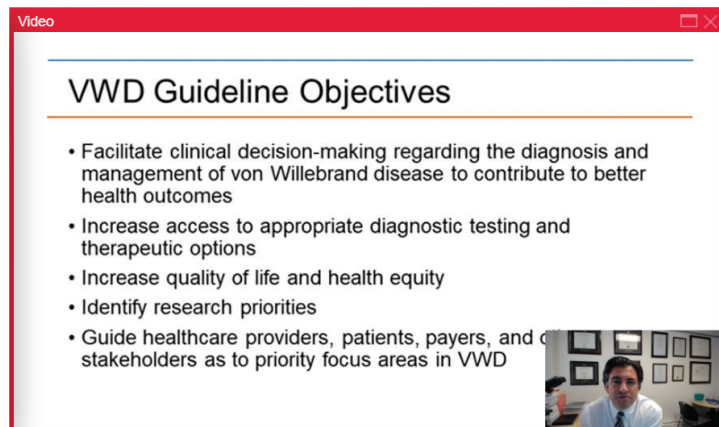 Video
VWD Guideline Objectives
• Facilitate clinical decision-making regarding the diagnosis and
management of von Willebrand disease to contribute to better
health outcomes
• Increase access to appropriate diagnostic testing and
therapeutic options
• Increase quality of life and health equity
• Identify research priorities
• Guide healthcare providers, patients, payers, and
stakeholders as to priority focus areas in VWD